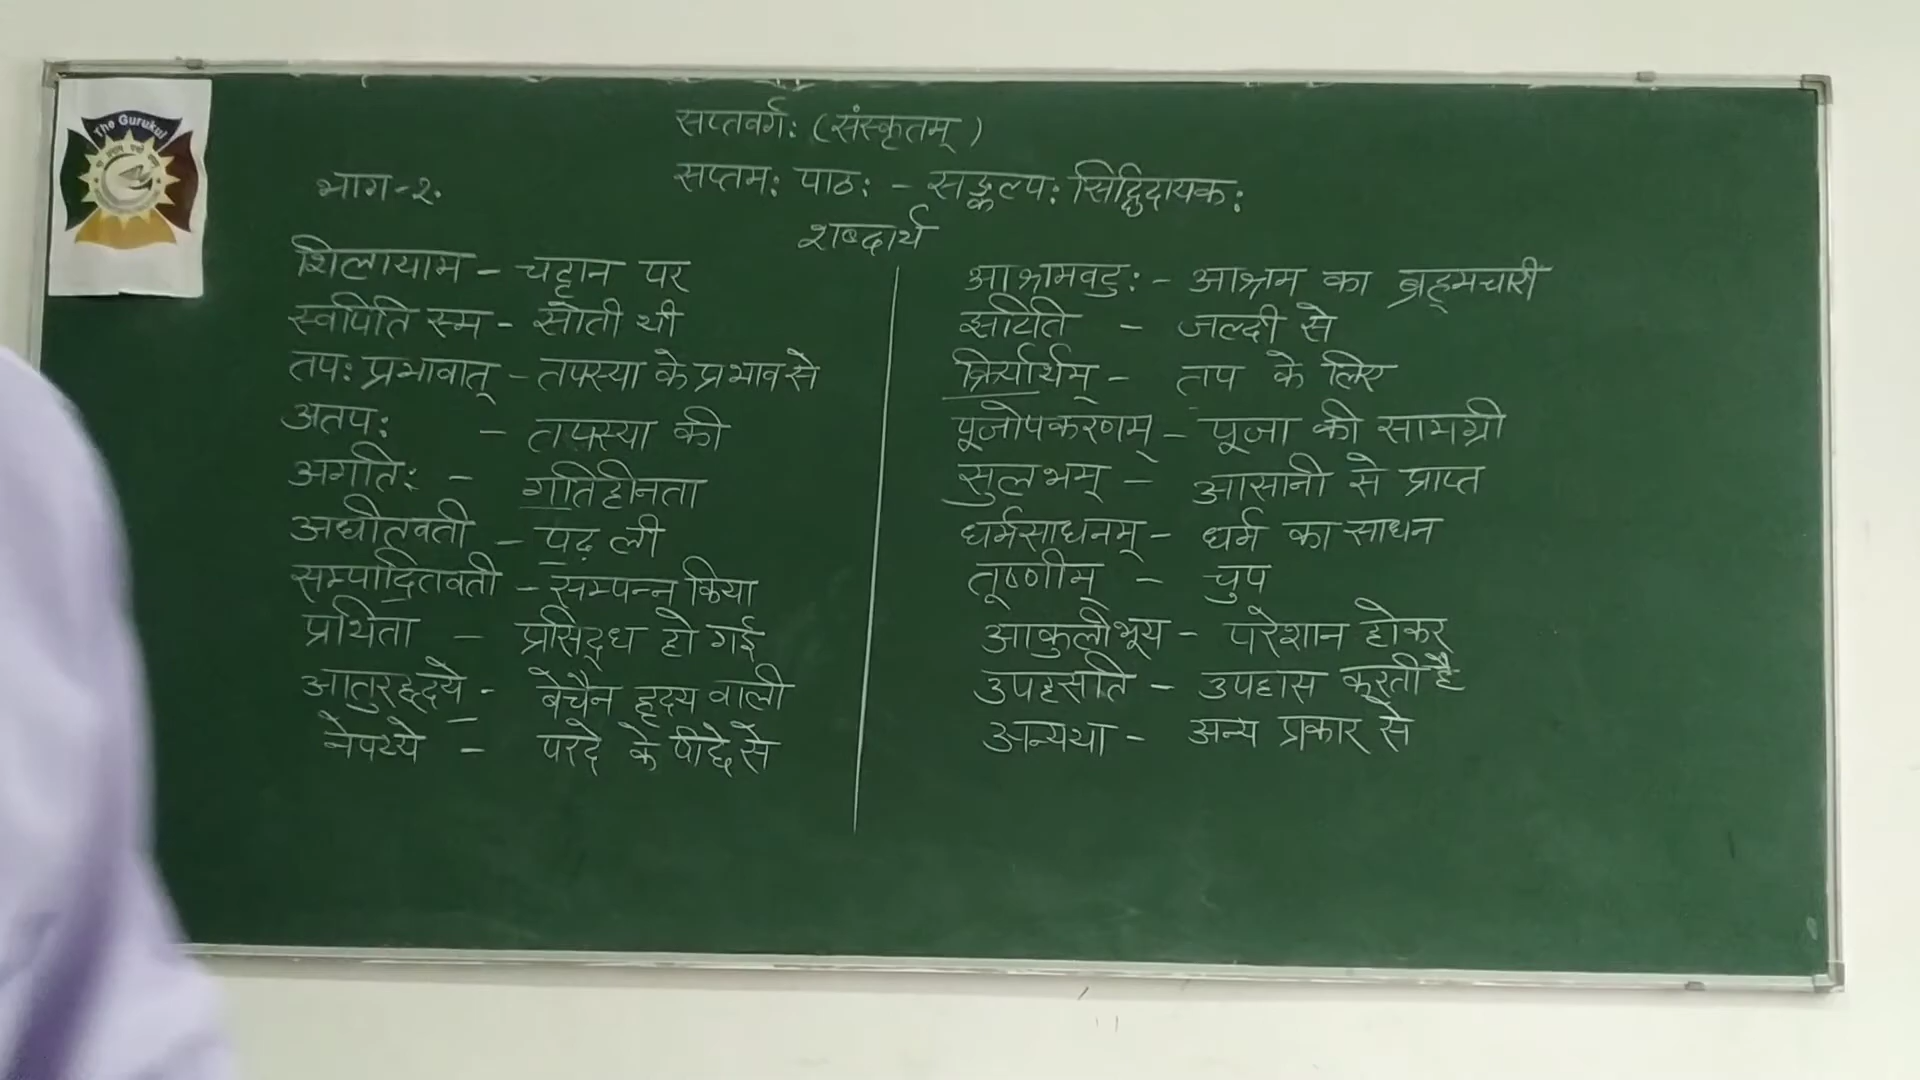 The Gurukul
सप्तवर्गः (संस्कृतम्)
भाग-२.
सप्तमः पाठः - सङ्कल्पः सिद्धिदायकः
शब्दार्थ
शिलायाम - चट्टान पर
स्वपिति स्म - सोती थी
तपः प्रभावात् - तपस्या के प्रभाव से
अतपः - तपस्या की
अगतिः - गतिहीनता
अधीतवती - पढ़ ली
सम्पादितवती - सम्पन्न किया
प्रथिता - प्रसिद्ध हो गई
आतुरहृदये - बेचैन हृदय वाली
नेपथ्ये - परदे के पीछे से
आश्रमवटुः - आश्रम का ब्रह्मचारी
झटिति - जल्दी से
क्रियार्थम् - तप के लिए
पूजोपकरणम् - पूजा की सामग्री
सुलभम् - आसानी से प्राप्त
धर्मसाधनम् - धर्म का साधन
तूष्णीम् - चुप
आकुलीभूय - परेशान होकर
उपहसति - उपहास करती है
अन्यथा - अन्य प्रकार से